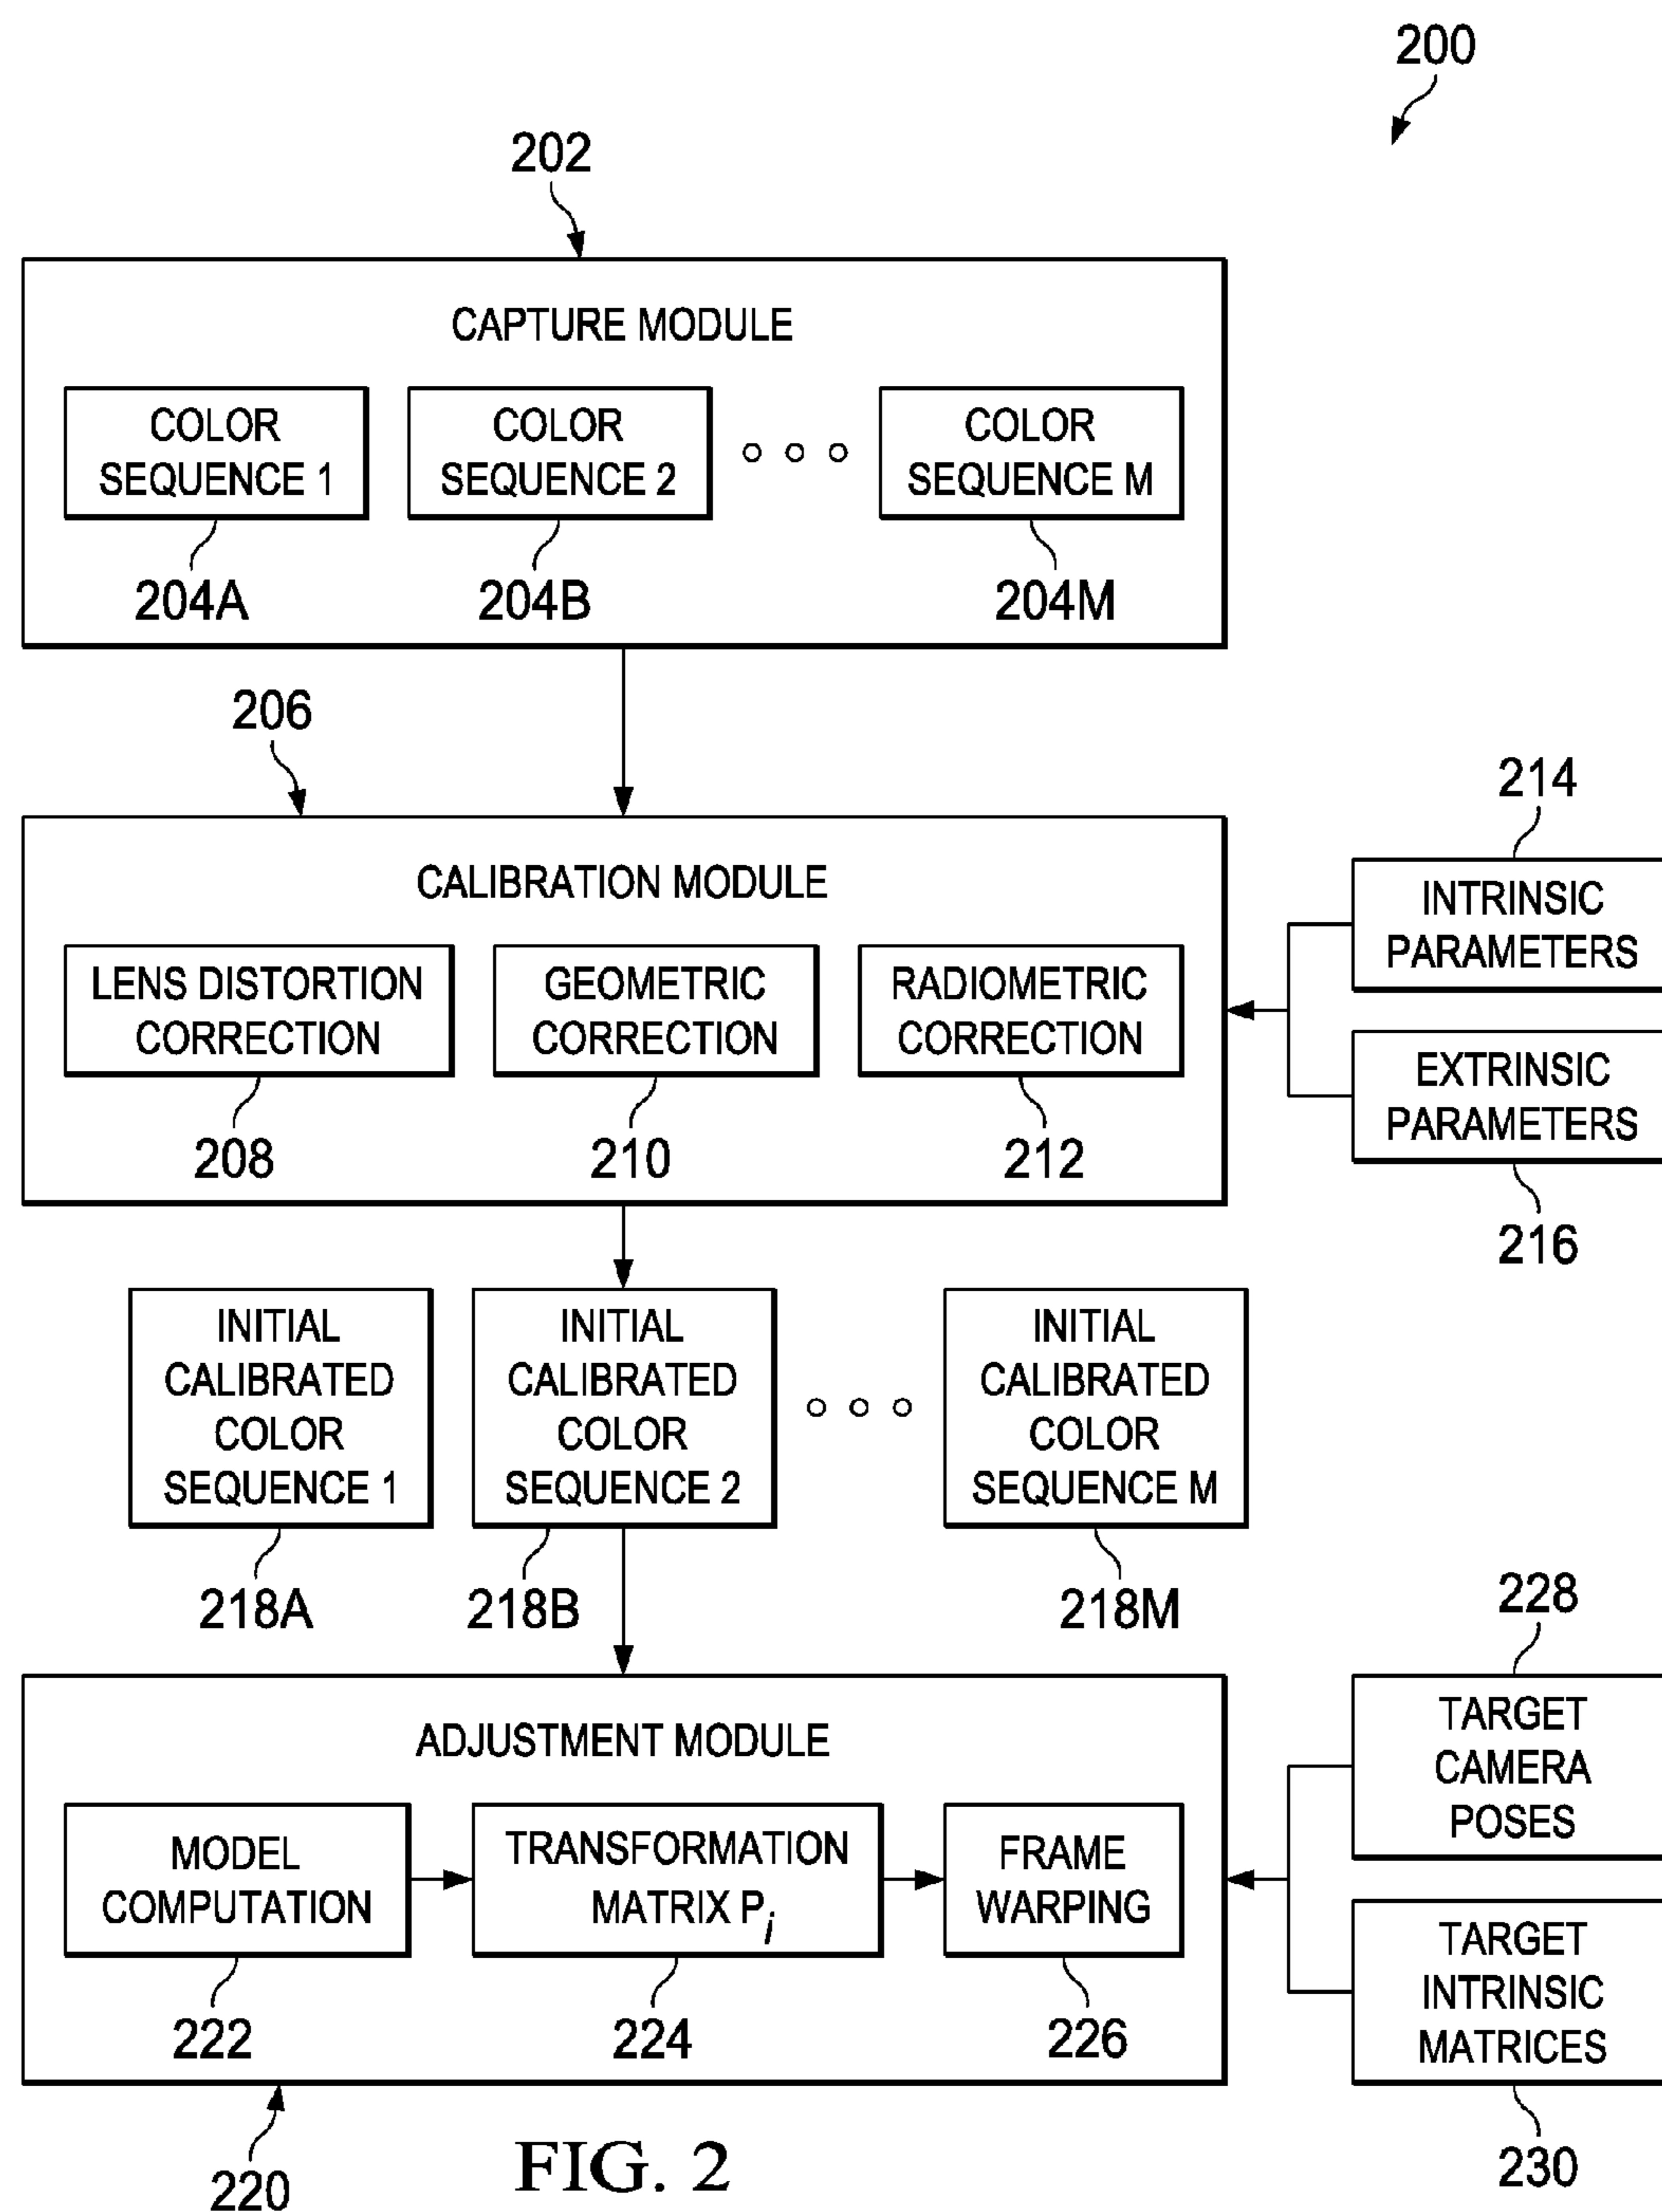 200
202
CAPTURE MODULE
COLOR
SEQUENCE 1
COLOR
SEQUENCE 2
COLOR
SEQUENCE M
204A
204B
204M
206
CALIBRATION MODULE
LENS DISTORTION
CORRECTION
GEOMETRIC
CORRECTION
RADIOMETRIC
CORRECTION
208
210
212
214
INTRINSIC
PARAMETERS
EXTRINSIC
PARAMETERS
216
INITIAL
CALIBRATED
COLOR
SEQUENCE 1
INITIAL
CALIBRATED
COLOR
SEQUENCE 2
INITIAL
CALIBRATED
COLOR
SEQUENCE M
218A
218B
218M
ADJUSTMENT MODULE
MODEL
COMPUTATION
TRANSFORMATION
MATRIX Pi
FRAME
WARPING
222
224
226
228
TARGET
CAMERA
POSES
TARGET
INTRINSIC
MATRICES
230
220
FIG. 2